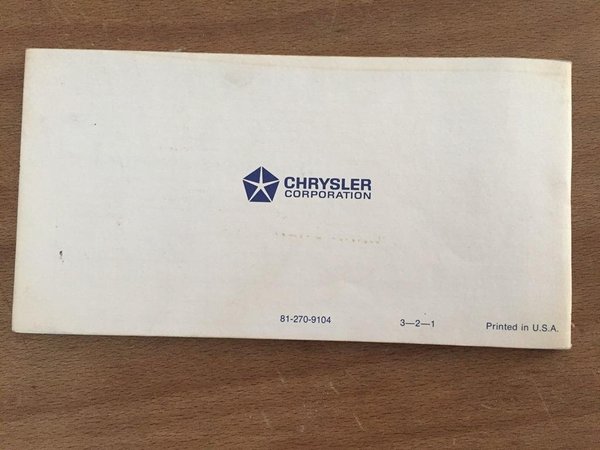 CHRYSLER
CORPORATION
81-270-9104
3—2—1
Printed in U.S.A.